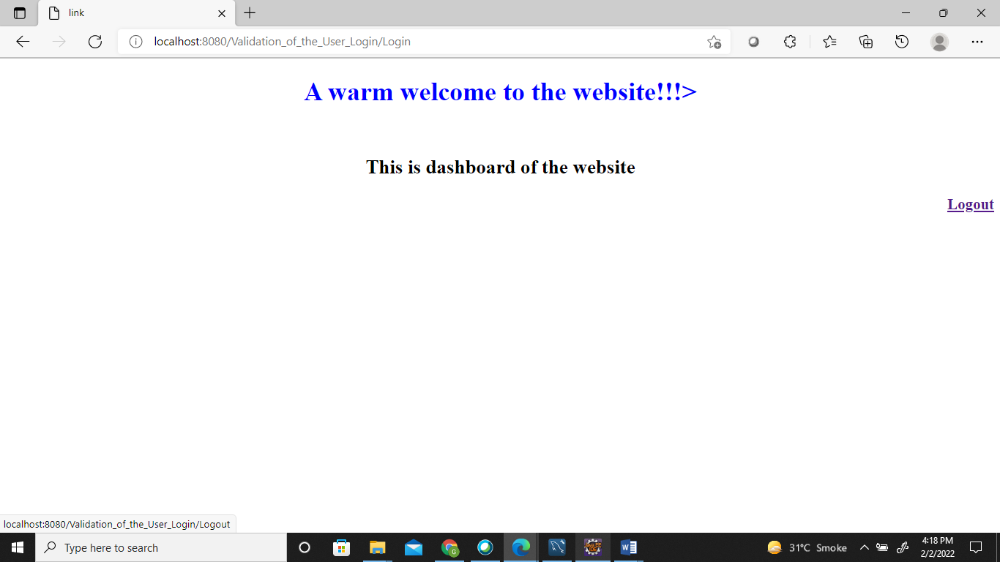 link
localhost:8080/Validation_of_the_User_Login/Login
A warm welcome to the website!!!>
This is dashboard of the website
Logout
localhost:8080/Validation_of_the_User_Login/Logout
Type here to search
31°C Smoke
4:18 PM
2/2/2022